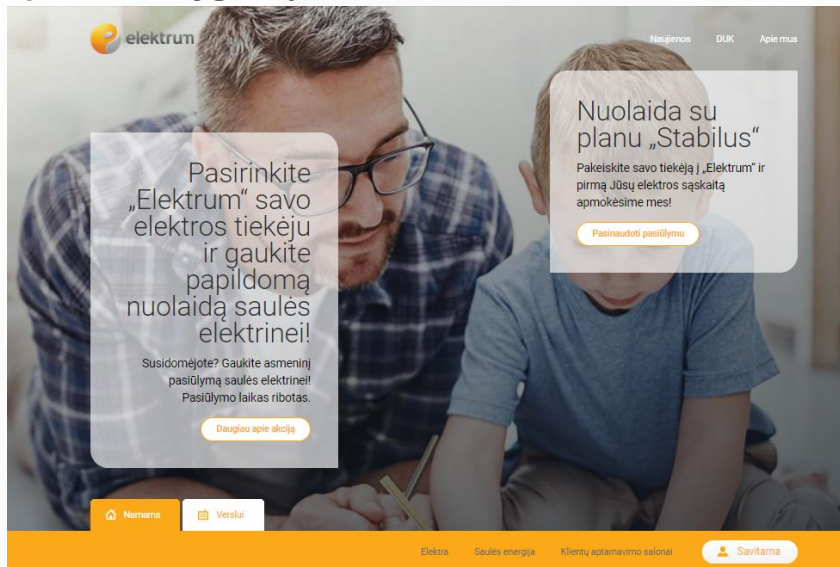 elektrum
Naujienos DUK Apie mus
Pasirinkite
„Elektrum“ savo
elektros tiekėju
ir gaukite
papildomą
nuolaidą saulės
elektrinei!
Susidomėjote? Gaukite asmeninį
pasiūlymą saulės elektrinei!
Pasiūlymo laikas ribotas.
Daugiau apie akciją
Nuolaida su
planu „Stabilus“
Pakeiskite savo tiekėją į „Elektrum“ ir
pirmą Jūsų elektros sąskaitą
apmokėsime mes!
Pasinaudoti pasiūlymu
Namams Verslui
Elektra Saulės energija Klientų aptarnavimo salonai Savitarna